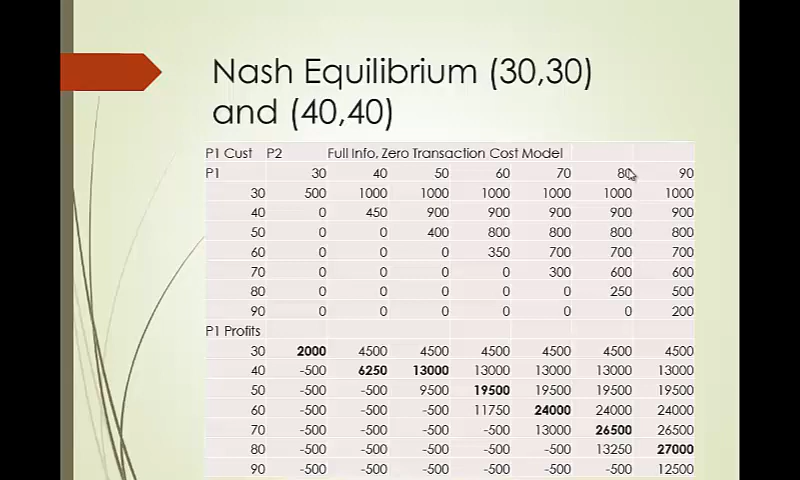 Nash Equilibrium (30,30)
and (40,40)
P1 Cust P2 Full Info, Zero Transaction Cost Model
P1 30 40 50 60 70 80 90
30 500 1000 1000 1000 1000 1000 1000
40 0 450 900 900 900 900 900
50 0 0 400 800 800 800 800
60 0 0 0 350 700 700 700
70 0 0 0 0 300 600 600
80 0 0 0 0 0 250 500
90 0 0 0 0 0 0 200
P1 Profits
30 2000 4500 4500 4500 4500 4500 4500
40 -500 6250 13000 13000 13000 13000 13000
50 -500 -500 9500 19500 19500 19500 19500
60 -500 -500 -500 11750 24000 24000 24000
70 -500 -500 -500 -500 13000 26500 26500
80 -500 -500 -500 -500 -500 13250 27000
90 -500 -500 -500 -500 -500 -500 12500